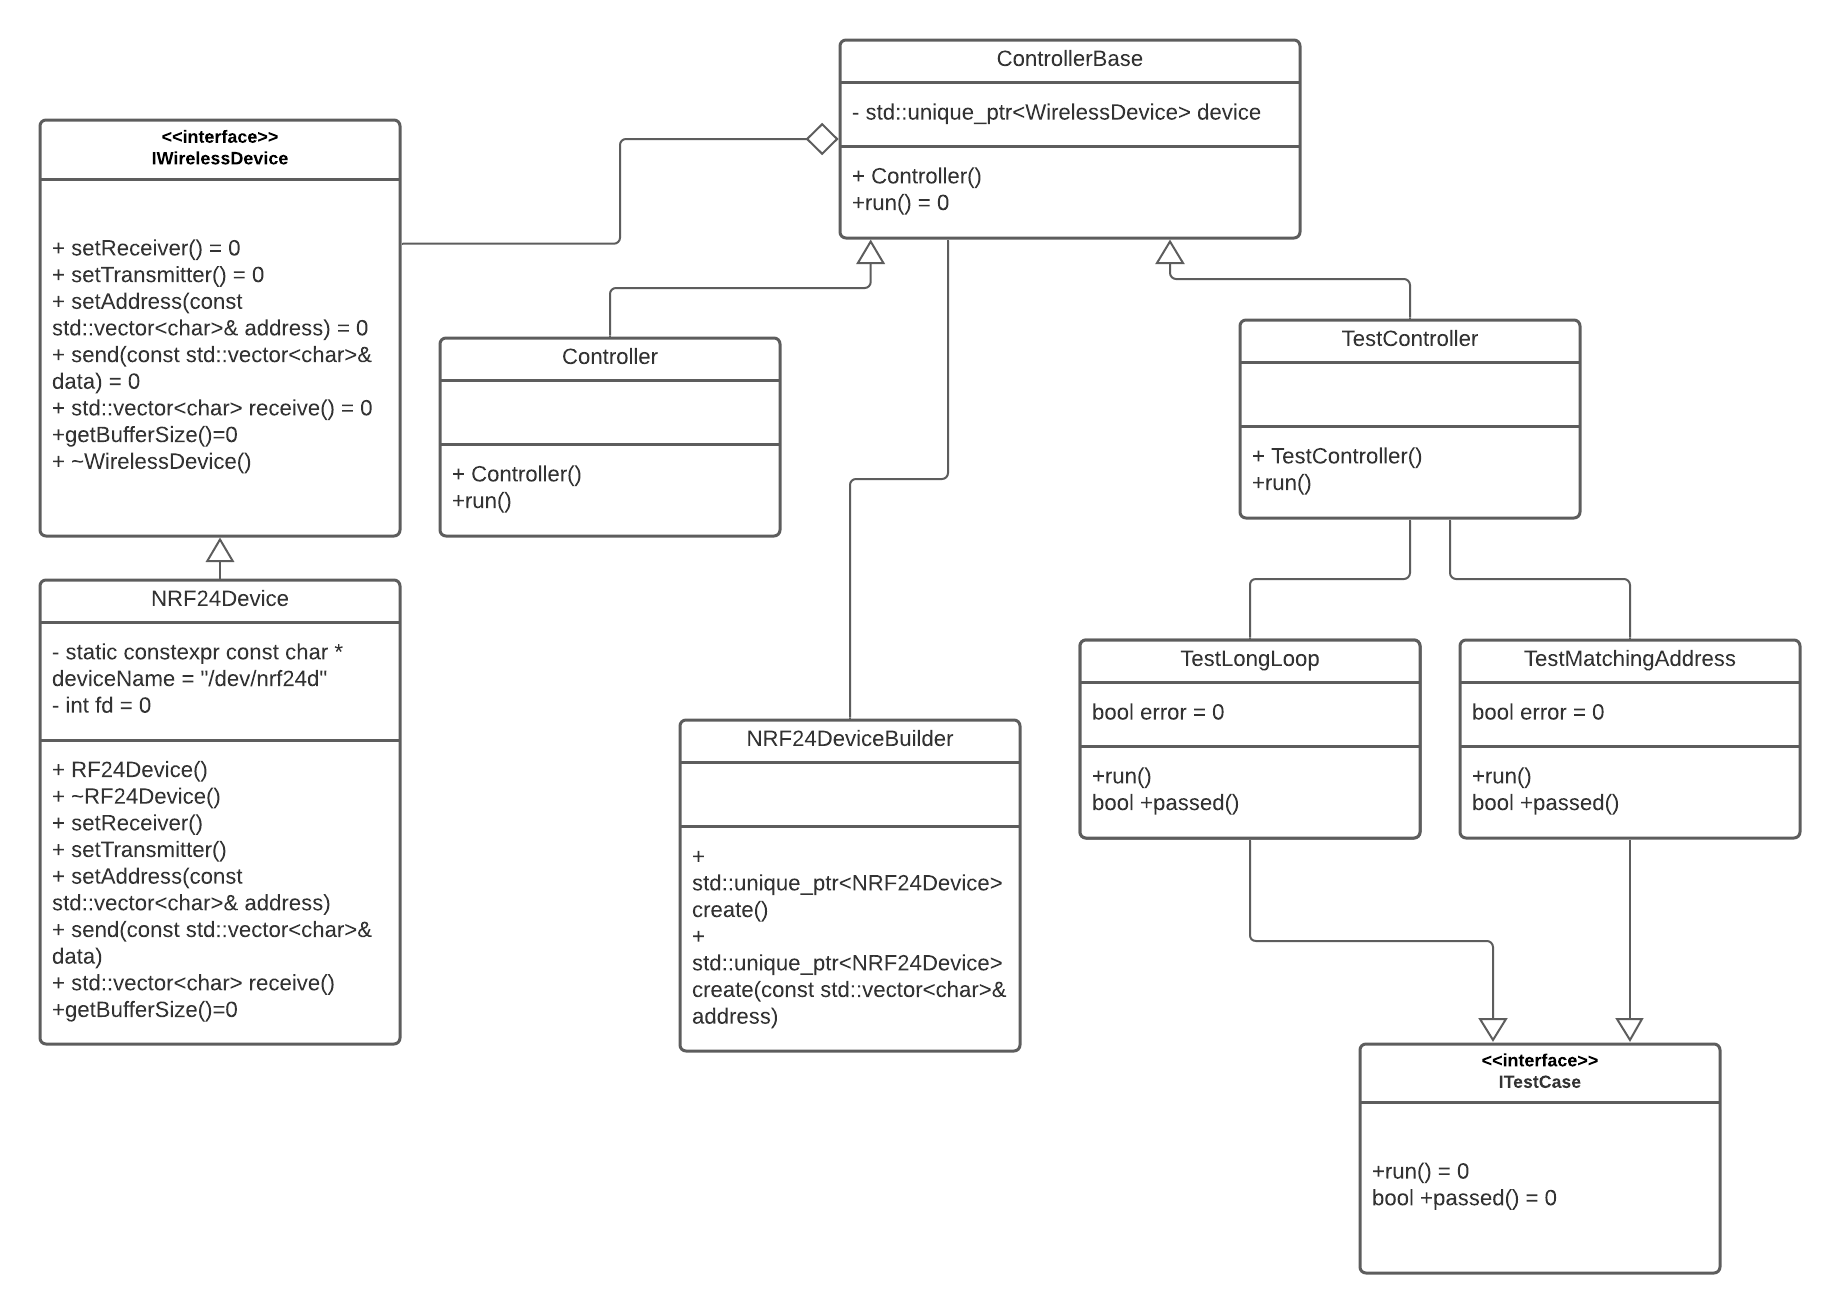 ControllerBase
- std::unique_ptr<WirelessDevice> device
+ Controller()
+run() = 0
<<interface>>
IWirelessDevice
+ setReceiver() = 0
+ setTransmitter() = 0
+ setAddress(const
std::vector<char>& address) = 0
+ send(const std::vector<char>&
data) = 0
+ std::vector<char> receive() = 0
+getBufferSize()=0
+ ~WirelessDevice()
Controller
+ Controller()
+run()
TestController
+ TestController()
+run()
NRF24Device
- static constexpr const char *
deviceName = "/dev/nrf24d"
- int fd = 0
+ RF24Device()
+ ~RF24Device()
+ setReceiver()
+ setTransmitter()
+ setAddress(const
std::vector<char>& address)
+ send(const std::vector<char>&
data)
+ std::vector<char> receive()
+getBufferSize()=0
NRF24DeviceBuilder
+
std::unique_ptr<NRF24Device>
create()
+
std::unique_ptr<NRF24Device>
create(const std::vector<char>&
address)
TestLongLoop
bool error = 0
+run()
bool +passed()
TestMatchingAddress
bool error = 0
+run()
bool +passed()
<<interface>>
ITestCase
+run() = 0
bool +passed() = 0